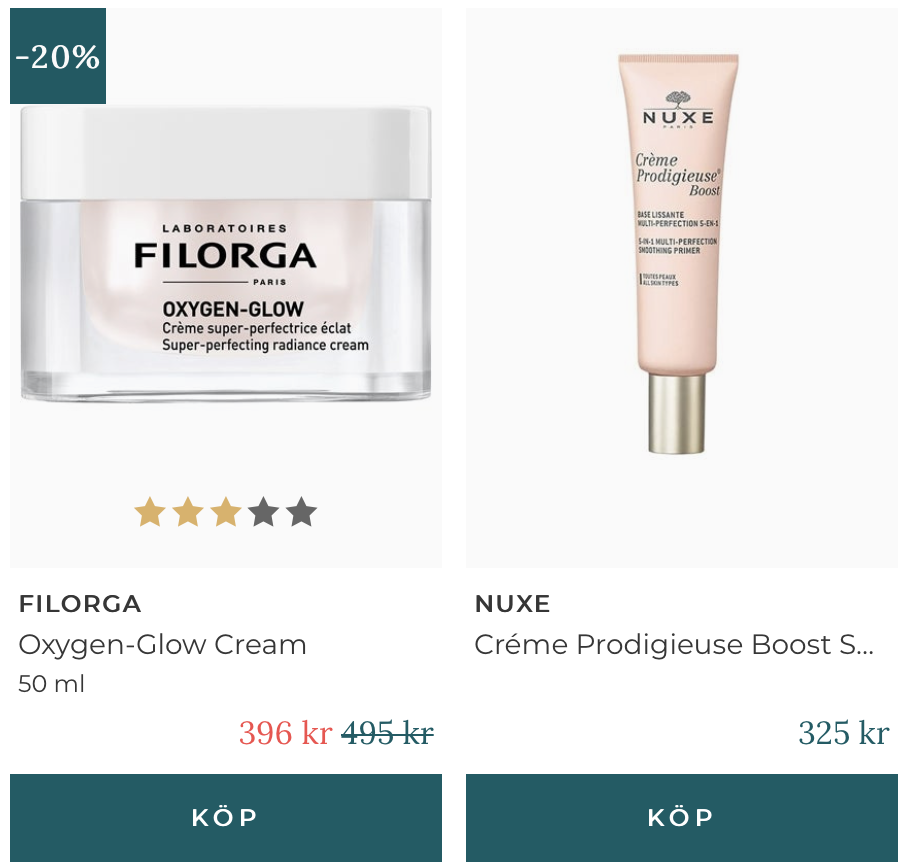 -20%
LABORATOIRES
FILORGA
PARIS
OXYGEN-GLOW
Crème super-perfectrice éclat
Super-perfecting radiance cream
NUXE
PARIS
Crème
Prodigieuse®
Boost
BASE LISSANTE
MULTI-PERFECTION 5-EN-1
5-IN-1 MULTI-PERFECTION
SMOOTHING PRIMER
TOUTES PEAUX
ALL SKIN TYPES
FILORGA
Oxygen-Glow Cream
50 ml
396 kr 495 kr
KÖP
NUXE
Créme Prodigieuse Boost S...
325 kr
KÖP